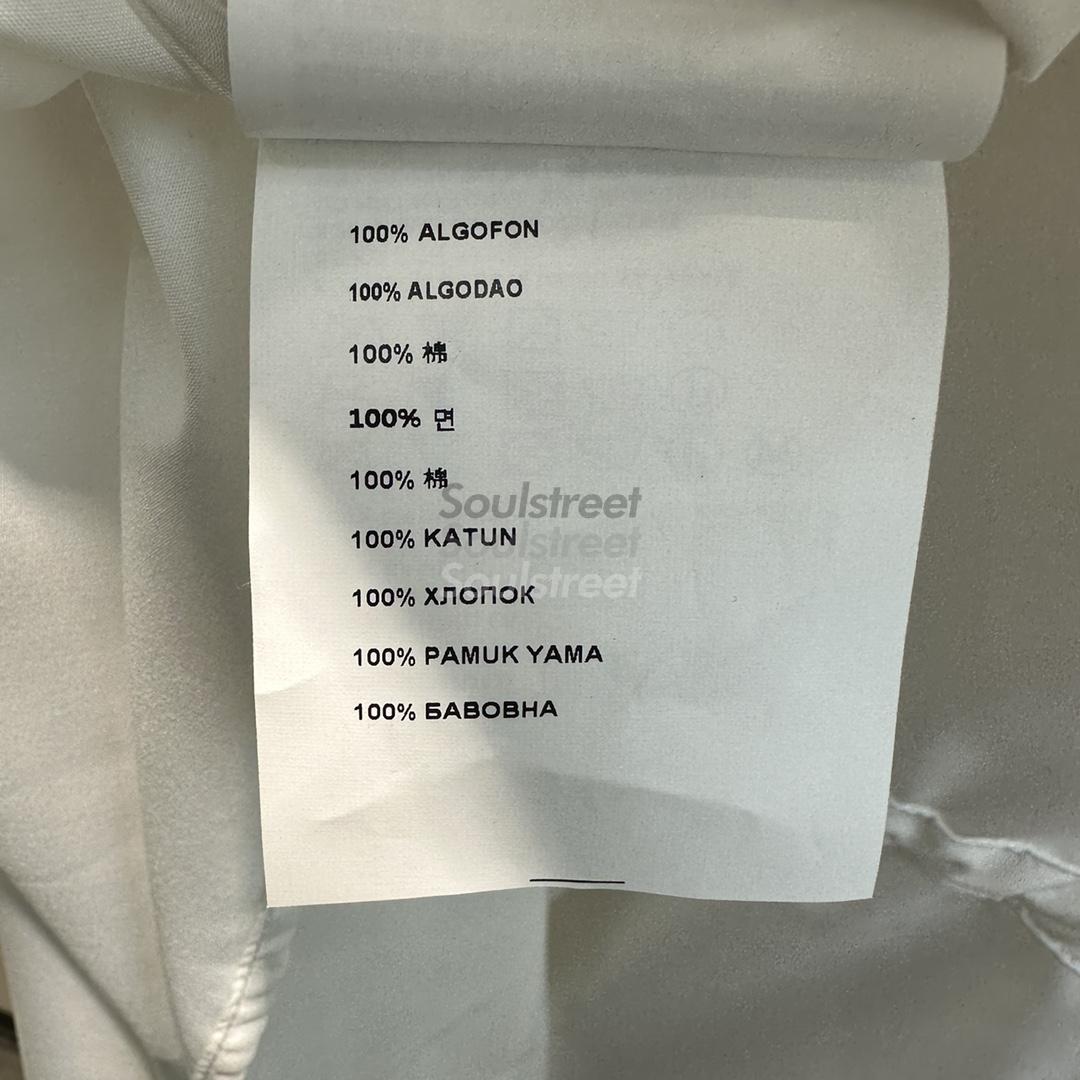 100% ALGOFON
100% ALGODAO
100% 棉
100% 면
100% 棉
Soulstreet
100% KATUN
Soulstreet
100% ХЛОПОК
Soulstreet
100% PAMUK YAMA
100% БАВОВНА